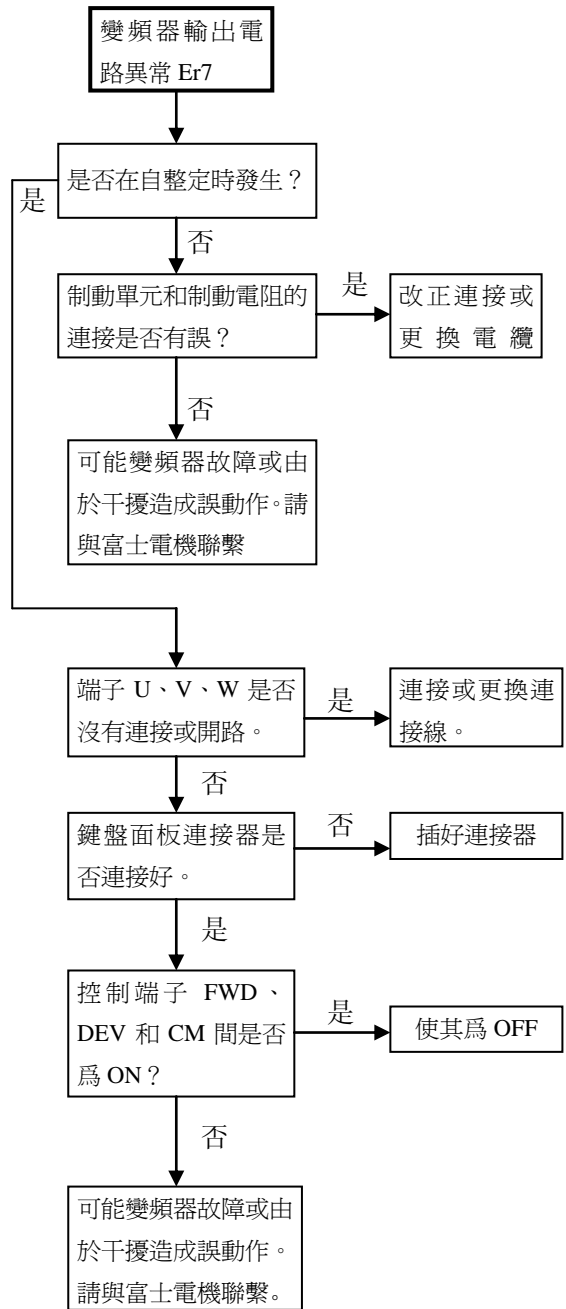 變頻器輸出電
路異常 Er7
是否在自整定時發生？
是
否
制動單元和制動電阻的
連接是否有誤？
是
改正連接或
更換電纜
否
可能變頻器故障或由
於干擾造成誤動作。請
與富士電機聯繫
端子 U、V、W 是否
沒有連接或開路。
是
連接或更換連
接線。
否
鍵盤面板連接器是
否連接好。
否
插好連接器
是
控制端子 FWD、
DEV 和 CM 間是否
爲 ON？
是
使其爲 OFF
否
可能變頻器故障或由
於干擾造成誤動作。
請與富士電機聯繫。